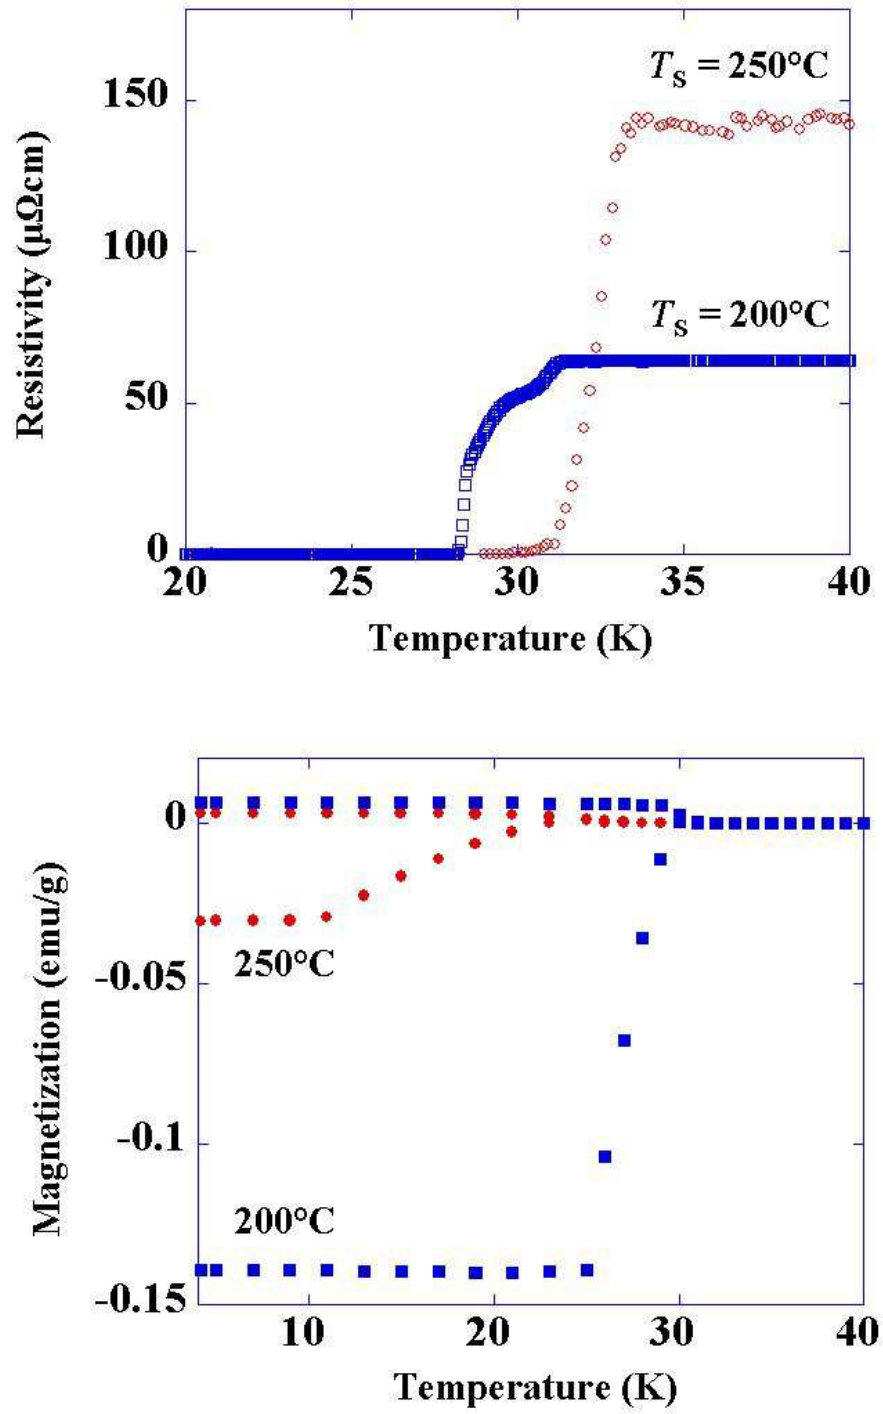 T_S = 250°C
150
100
T_S = 200°C
50
0
Resistivity (μΩcm)
20 25 30 35 40
Temperature (K)
0
250°C
-0.05
-0.1
200°C
-0.15
Magnetization (emu/g)
10 20 30 40
Temperature (K)